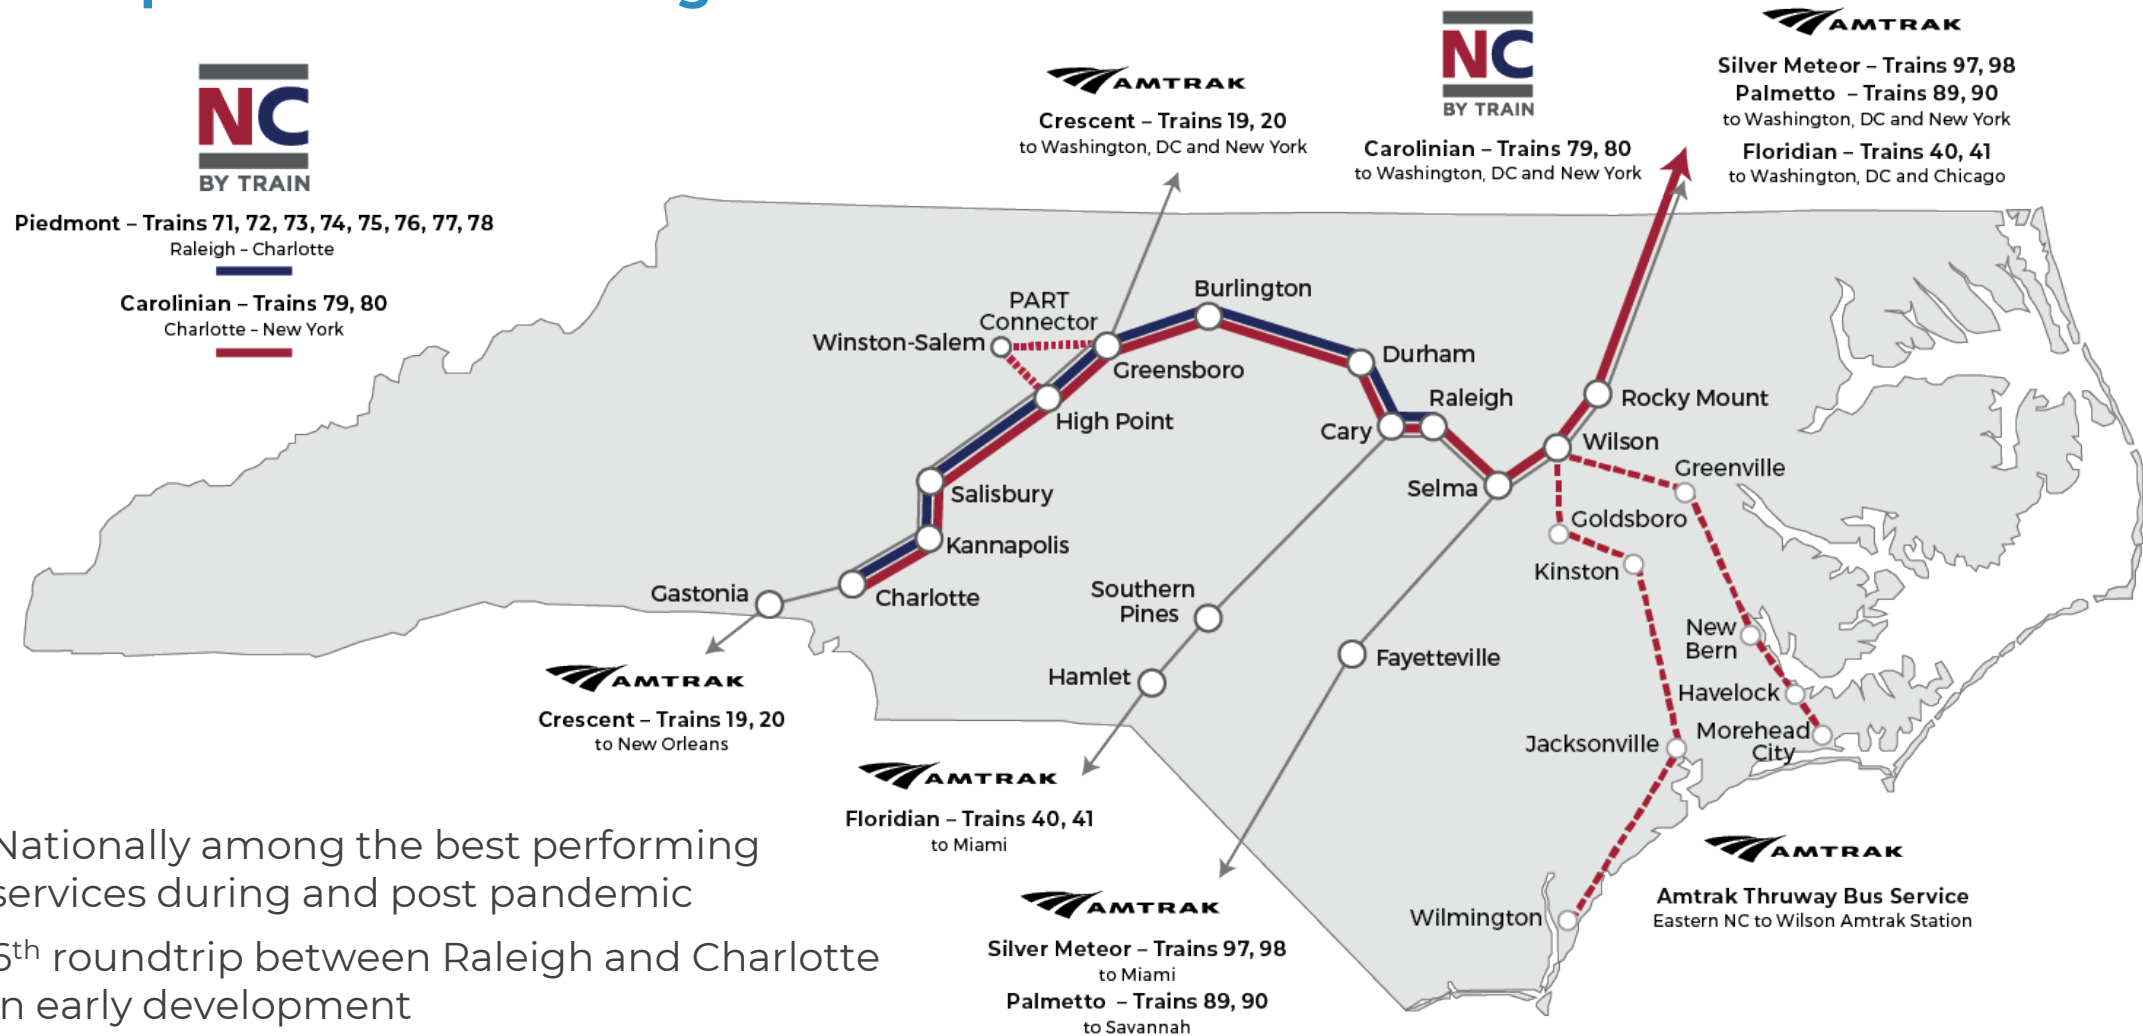 NC
BY TRAIN
Piedmont – Trains 71, 72, 73, 74, 75, 76, 77, 78
Raleigh – Charlotte
Carolinian – Trains 79, 80
Charlotte – New York
AMTRAK
Crescent – Trains 19, 20
to Washington, DC and New York
NC
BY TRAIN
Carolinian – Trains 79, 80
to Washington, DC and New York
AMTRAK
Silver Meteor – Trains 97, 98
Palmetto – Trains 89, 90
to Washington, DC and New York
Floridian – Trains 40, 41
to Washington, DC and Chicago
PART
Connector
Winston-Salem
Burlington
Greensboro
High Point
Durham
Raleigh
Cary
Rocky Mount
Wilson
Selma
Greenville
Goldsboro
Kinston
Salisbury
Kannapolis
Charlotte
Gastonia
Southern
Pines
Hamlet
Fayetteville
New
Bern
Havelock
Morehead
City
Jacksonville
Wilmington
AMTRAK
Crescent – Trains 19, 20
to New Orleans
AMTRAK
Floridian – Trains 40, 41
to Miami
AMTRAK
Silver Meteor – Trains 97, 98
to Miami
Palmetto – Trains 89, 90
to Savannah
AMTRAK
Amtrak Thruway Bus Service
Eastern NC to Wilson Amtrak Station
Nationally among the best performing
services during and post pandemic
6th roundtrip between Raleigh and Charlotte
in early development